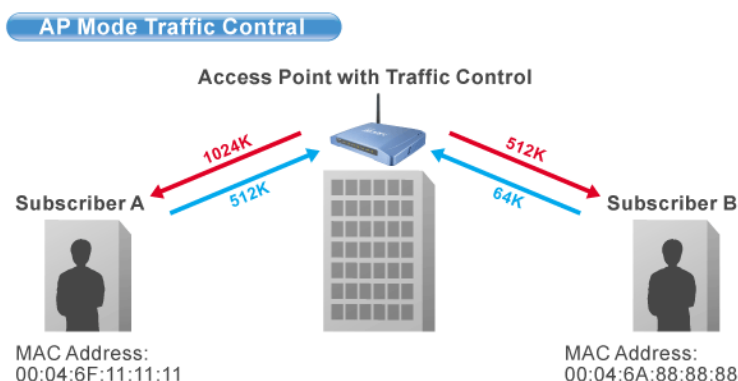 AP Mode Traffic Contral
Access Point with Traffic Control
1024K
512K
512K
64K
Subscriber A
Subscriber B
MAC Address:
00:04:6F:11:11:11
MAC Address:
00:04:6A:88:88:88